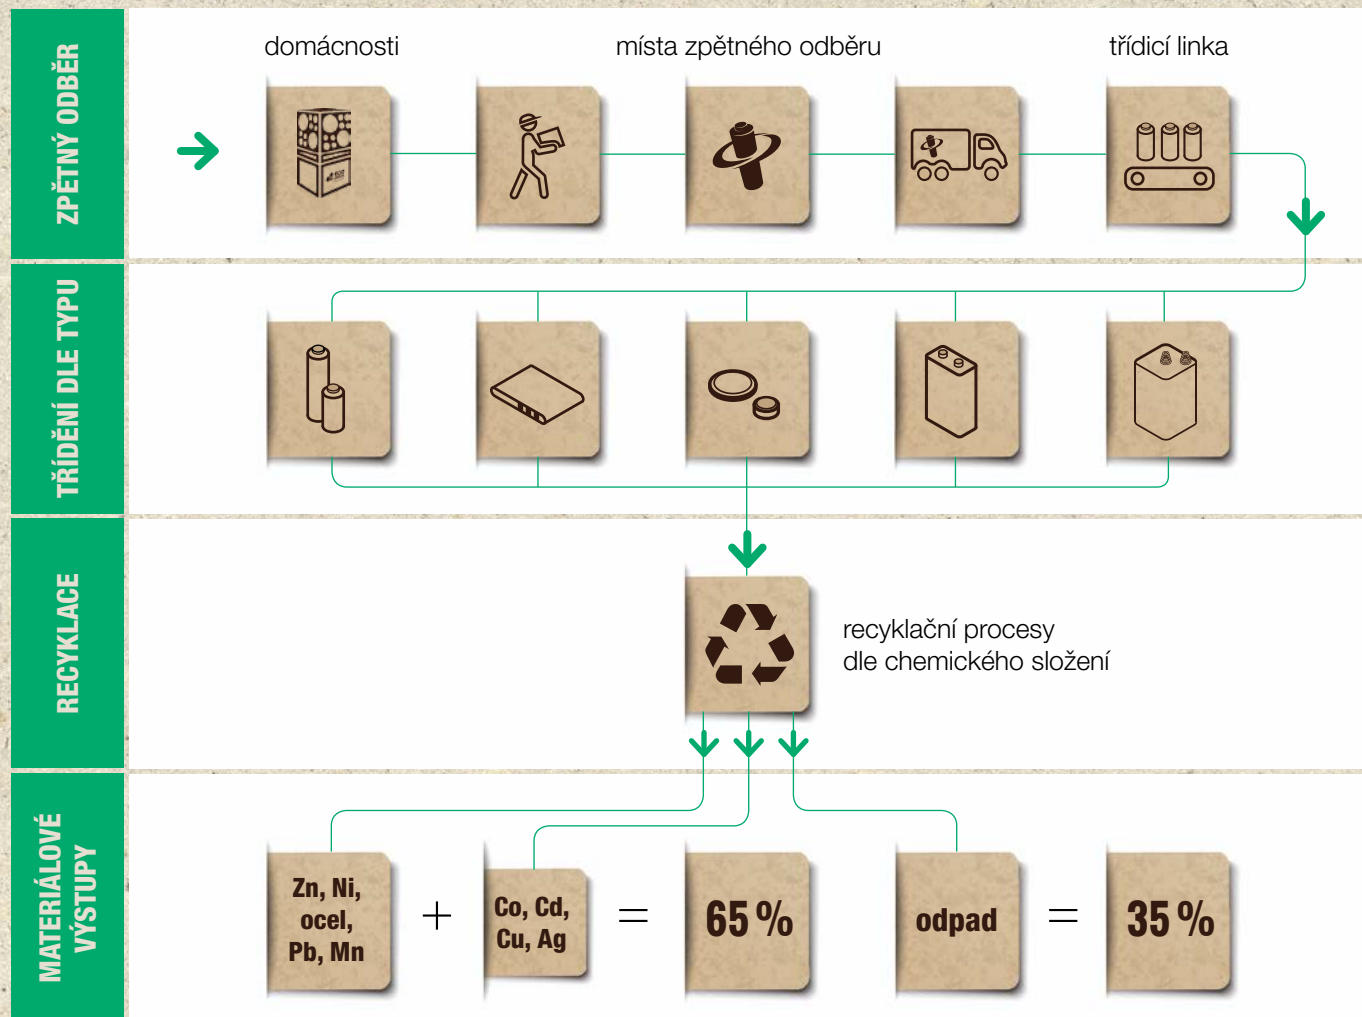 ZPĚTNÝ ODBĚR
domácnosti
místa zpětného odběru
třídicí linka
TŘÍDĚNÍ DLE TYPU
RECYKLACE
recyklační procesy
dle chemického složení
MATERIÁLOVÉ
VÝSTUPY
Zn, Ni,
ocel,
Pb, Mn
+
Co, Cd,
Cu, Ag
=
65 %
odpad
=
35 %